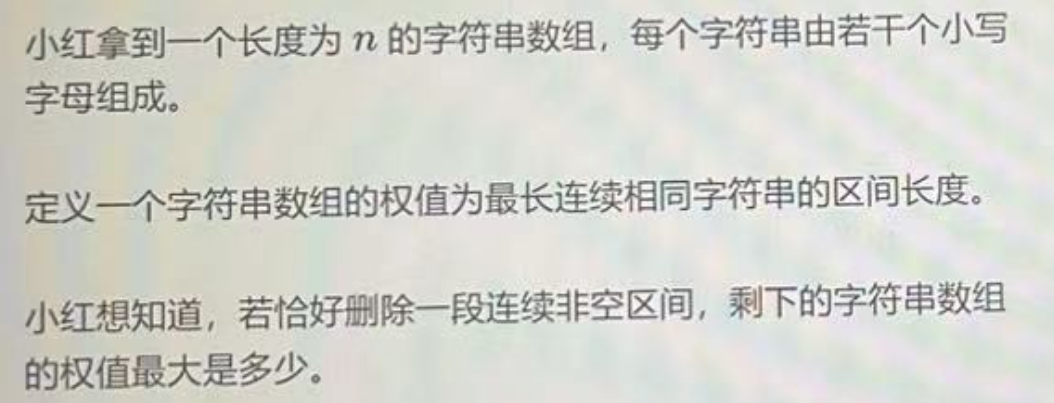 小红拿到一个长度为 n 的字符串数组，每个字符串由若干个小写
字母组成。
定义一个字符串数组的权值为最长连续相同字符串的区间长度。
小红想知道，若恰好删除一段连续非空区间，剩下的字符串数组
的权值最大是多少。